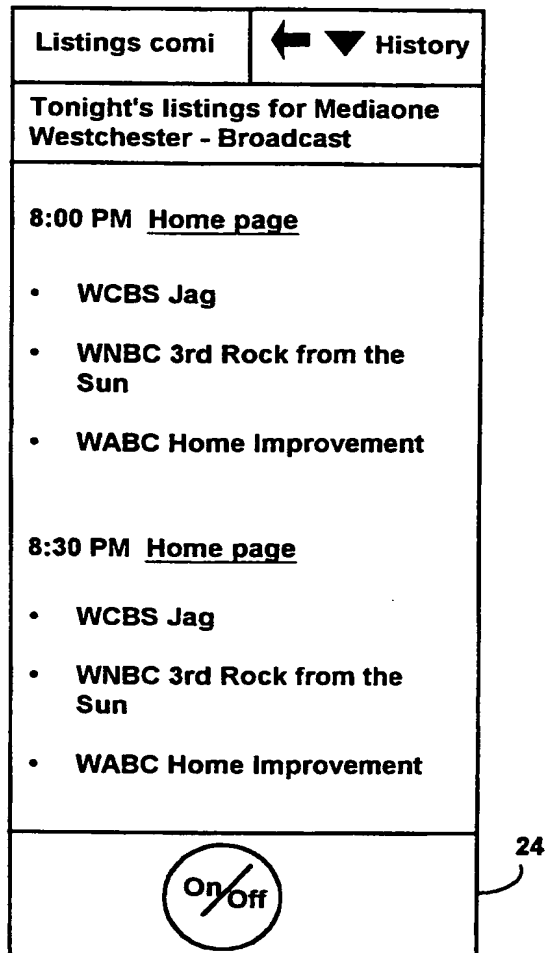 Listings comi
History
Tonight's listings for Mediaone
Westchester - Broadcast
8:00 PM Home page
• WCBS Jag
• WNBC 3rd Rock from the
Sun
• WABC Home Improvement
8:30 PM Home page
• WCBS Jag
• WNBC 3rd Rock from the
Sun
• WABC Home Improvement
On/Off
24